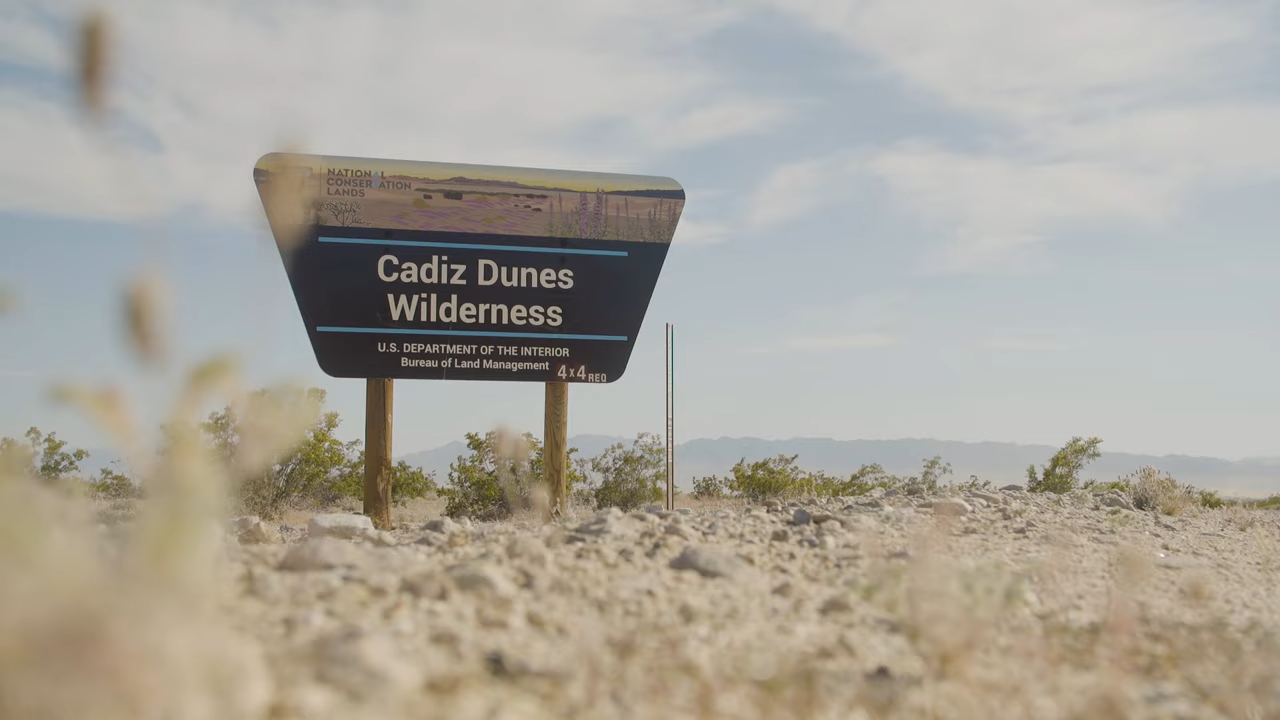 NATIONAL
CONSERVATION
LANDS
Cadiz Dunes
Wilderness
U.S. DEPARTMENT OF THE INTERIOR
Bureau of Land Management
4x4 REQ